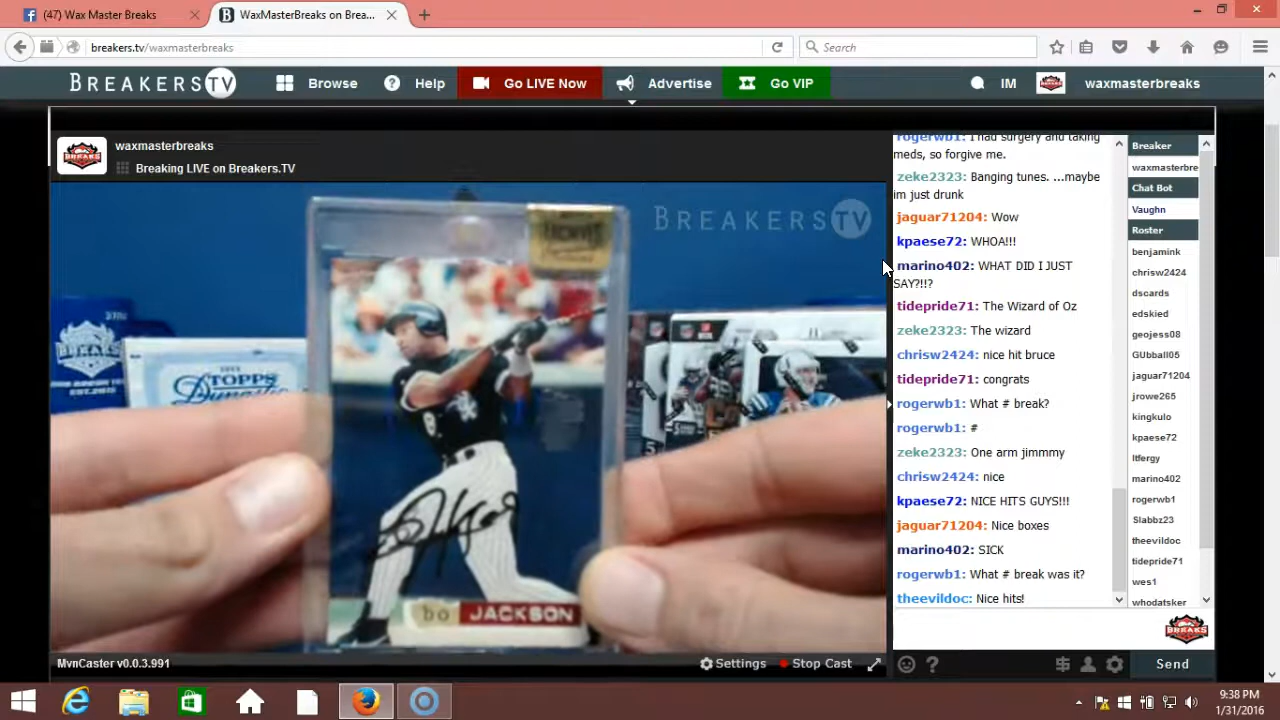 (47) Wax Master Breaks
WaxMasterBreaks on Brea...
breakers.tv/waxmasterbreaks
Search
BREAKERSTV
Browse
Help
Go LIVE Now
Advertise
Go VIP
IM
waxmasterbreaks
waxmasterbreaks
Breaking LIVE on Breakers.TV
BREAKERSTV
BREAKS
TOPPS
Dynasty
bo JACKSON
rogerwb1: I had surgery and taking
meds, so forgive me.
zeke2323: Banging tunes. ...maybe
im just drunk
jaguar71204: Wow
kpaese72: WHOA!!!
marino402: WHAT DID I JUST
SAY?!!?
tidepride71: The Wizard of Oz
zeke2323: The wizard
chrisw2424: nice hit bruce
tidepride71: congrats
rogerwb1: What # break?
rogerwb1: #
zeke2323: One arm jimmmy
chrisw2424: nice
kpaese72: NICE HITS GUYS!!!
jaguar71204: Nice boxes
marino402: SICK
rogerwb1: What # break was it?
theevildoc: Nice hits!
Breaker
waxmasterbre
Chat Bot
Vaughn
Roster
benjamink
chrisw2424
dscards
edskied
geojess08
GUbball05
jaguar71204
jrowe265
kingkulo
kpaese72
ltfergy
marino402
rogerwb1
Slabbz23
theevildoc
tidepride71
wes1
whodatsker
BREAKS
MvnCaster v0.0.3.991
Settings
Stop Cast
Send
9:38 PM
1/31/2016